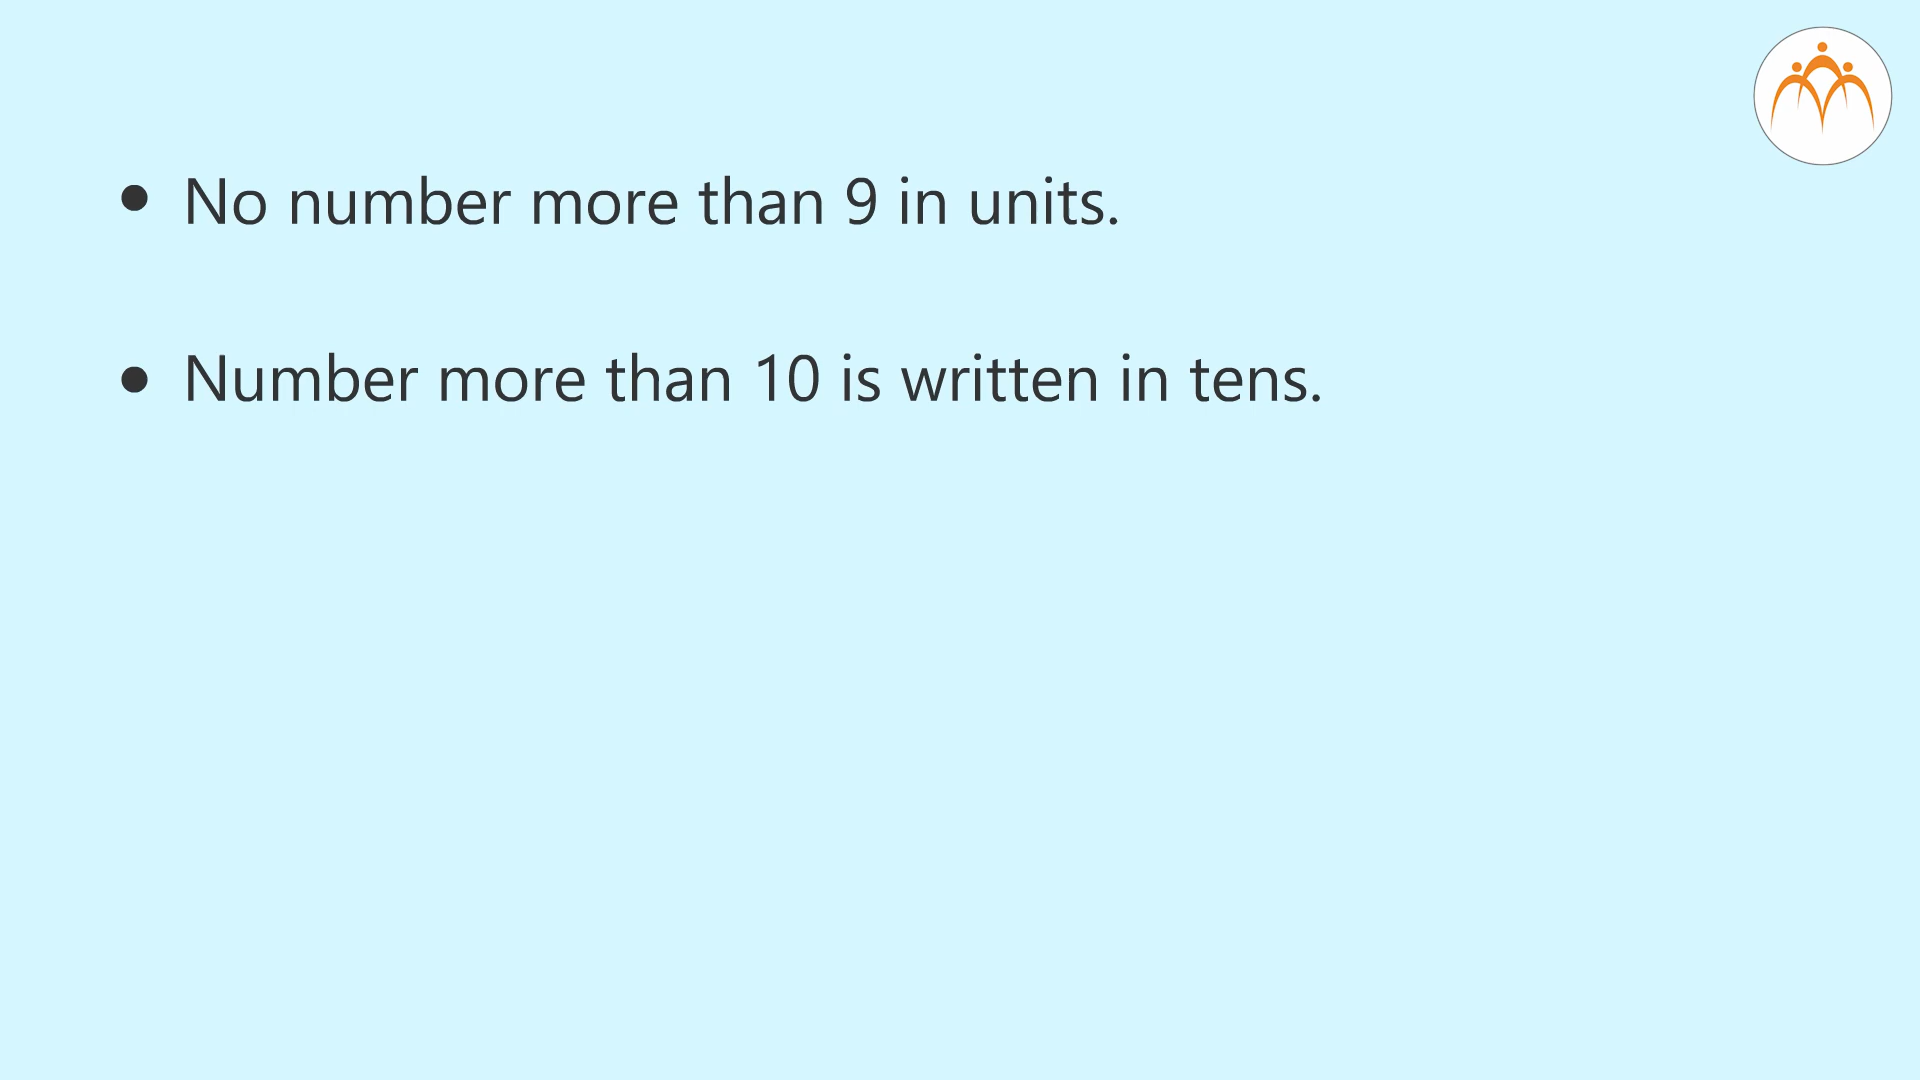 ● No number more than 9 in units.
● Number more than 10 is written in tens.